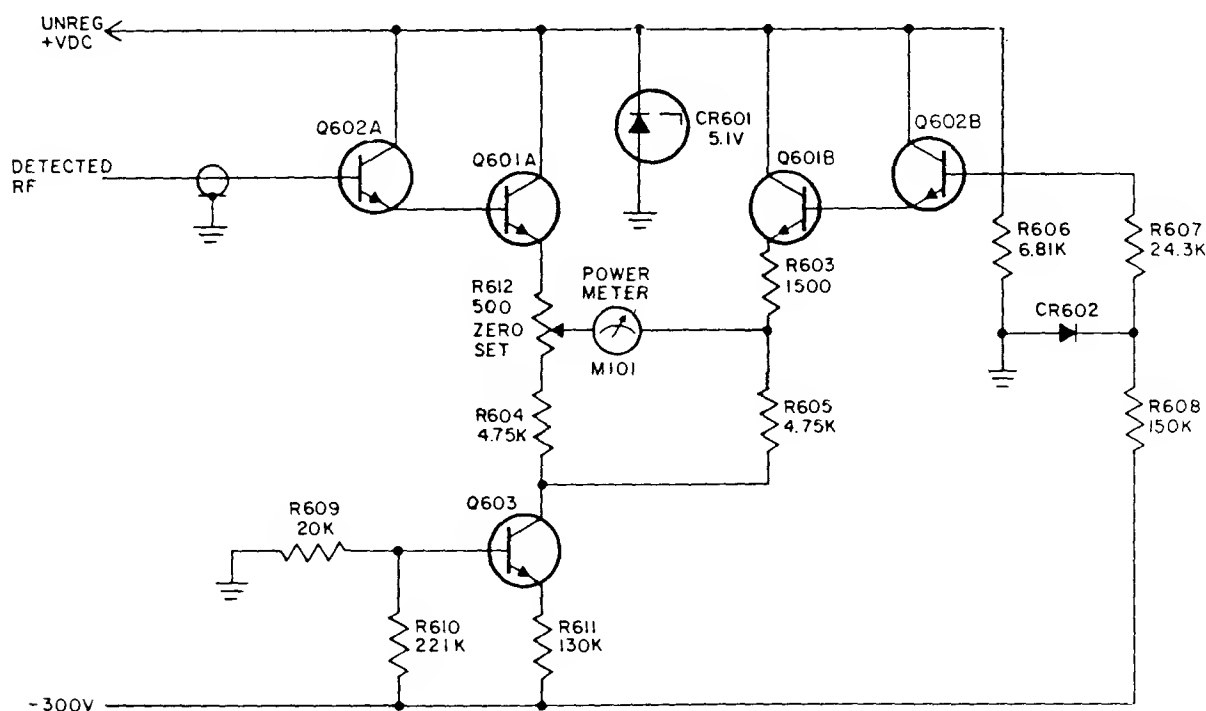 UNREG
+VDC
Q602A
DETECTED
RF
Q601A
CR601
5.1V
Q601B
Q602B
R606
6.81K
R607
24.3K
R603
1500
R612
500
ZERO
SET
POWER
METER
M101
CR602
R604
4.75K
R605
4.75K
R608
150K
R609
20K
Q603
R610
221K
R611
130K
-300V